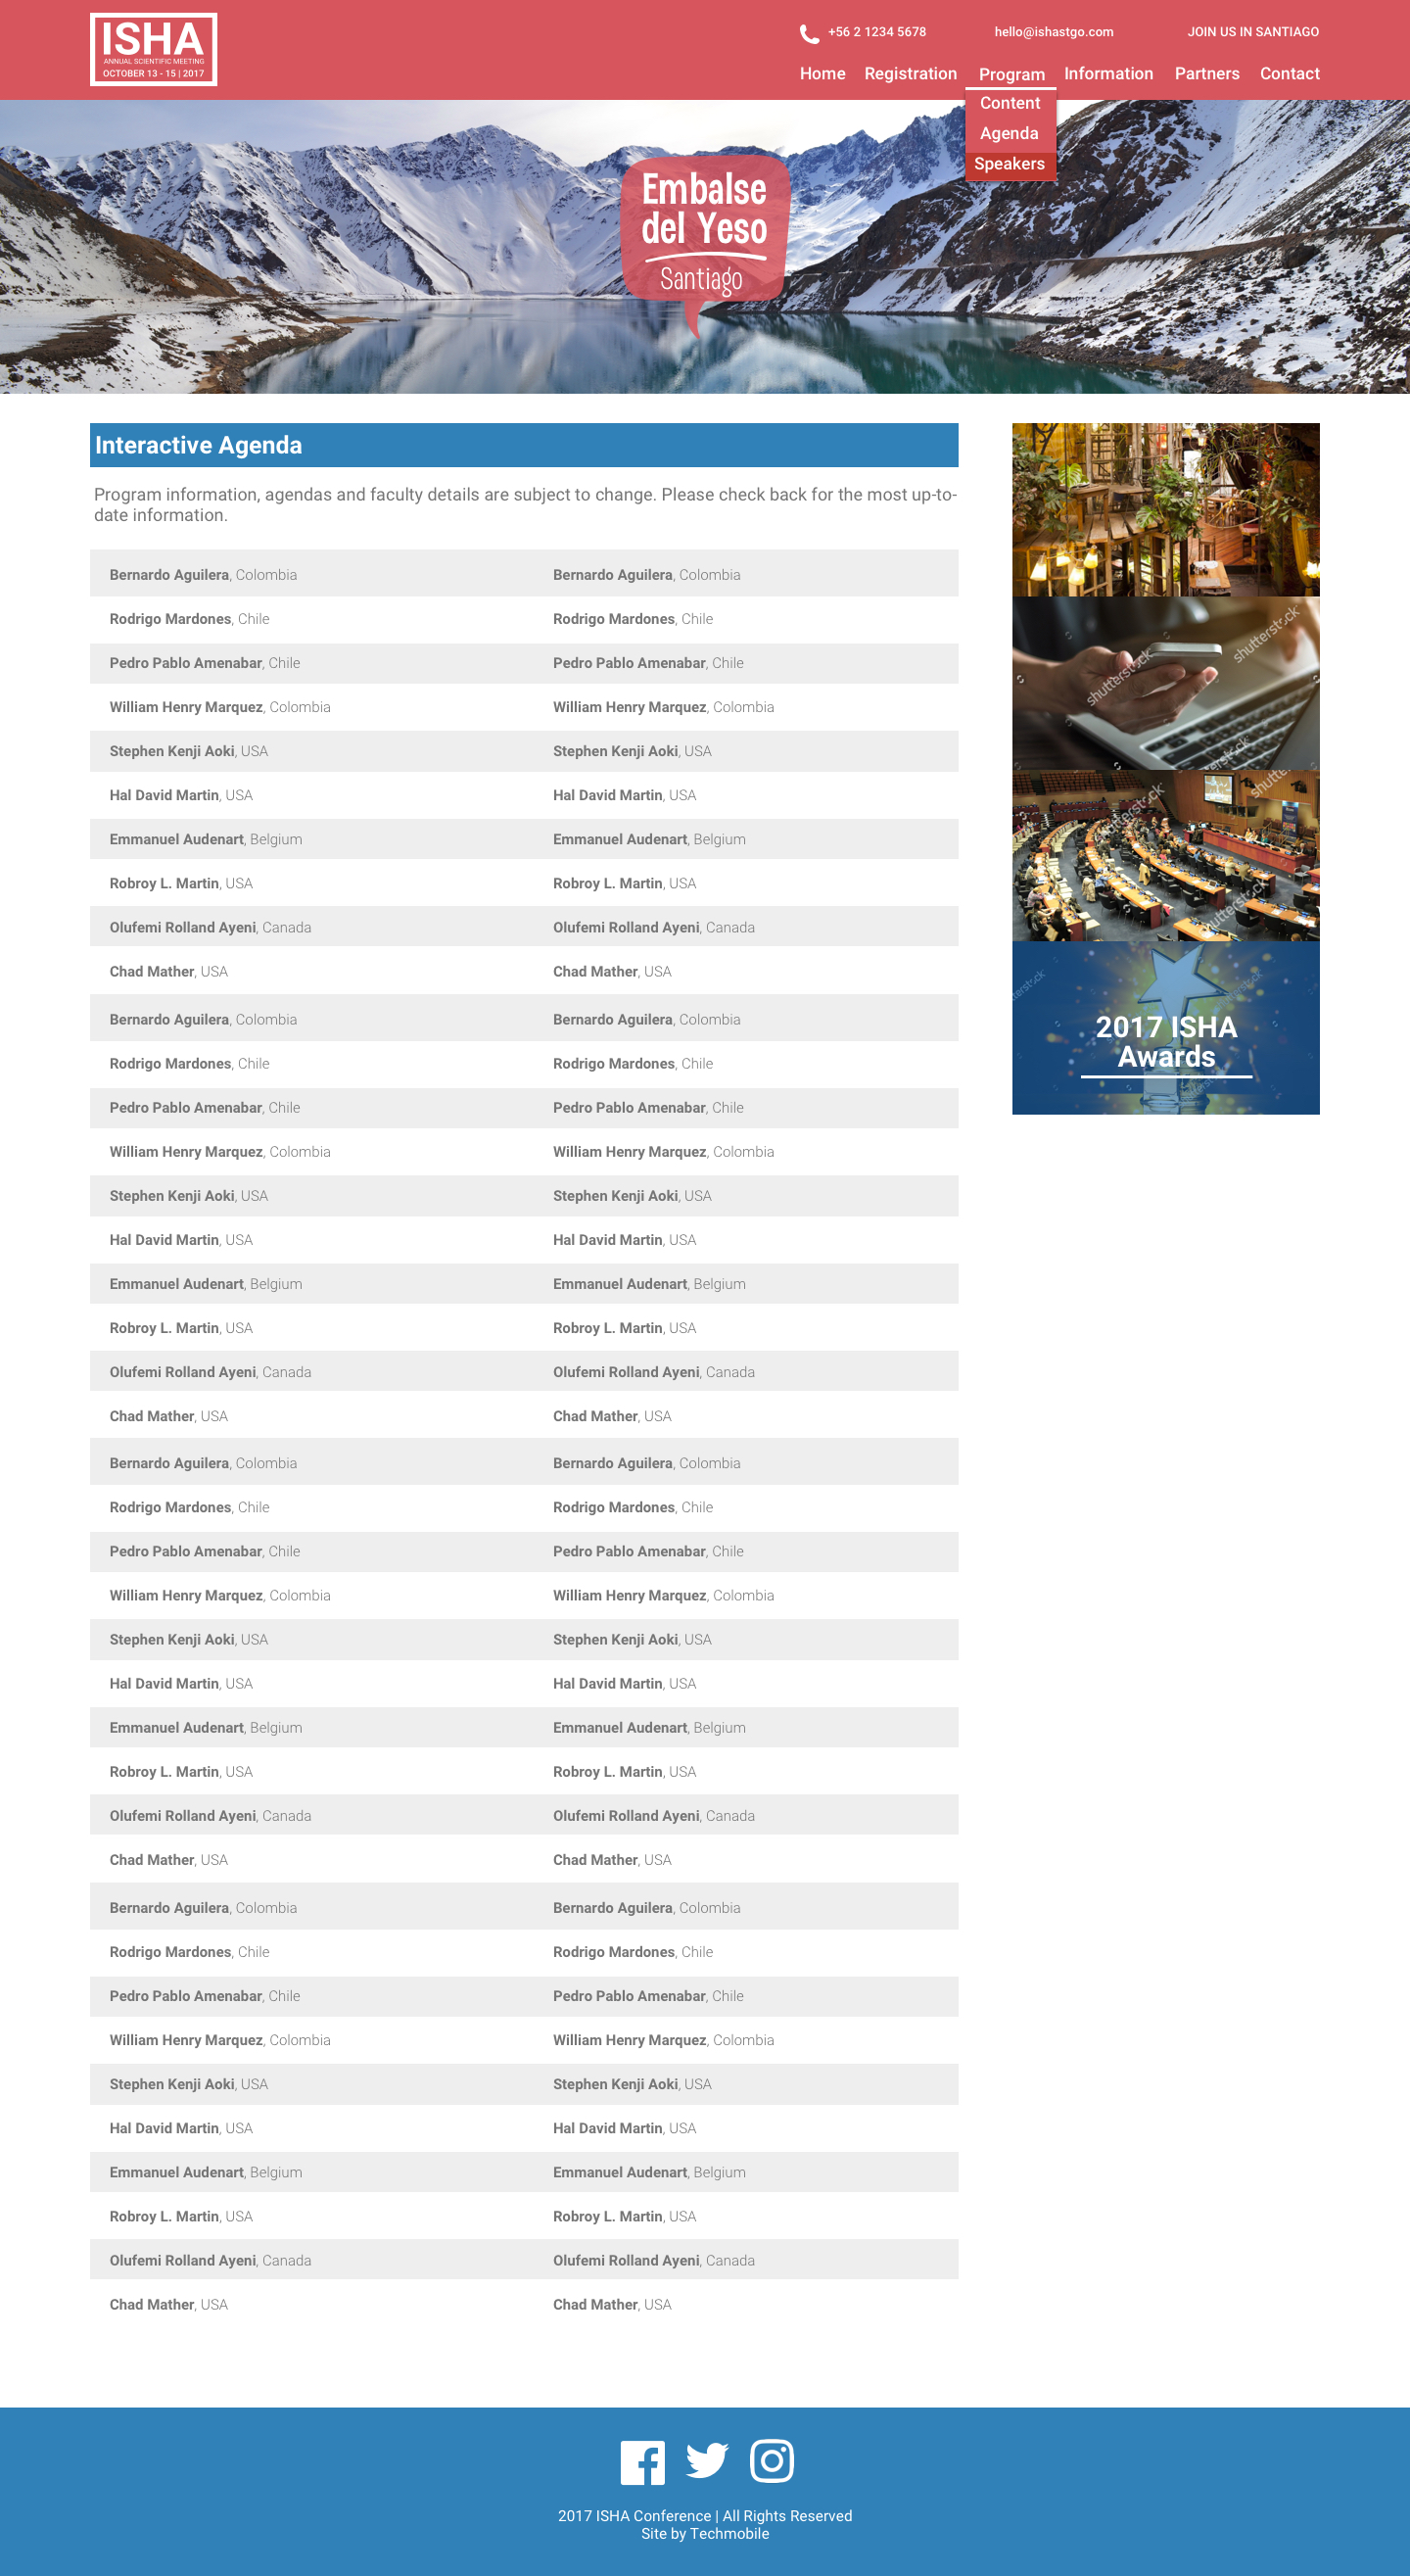 ISHA
ANNUAL SCIENTIFIC MEETING
OCTOBER 13 - 15 | 2017
+56 2 1234 5678
hello@ishastgo.com
JOIN US IN SANTIAGO
Home
Registration
Program
Information
Partners
Contact
Content
Agenda
Speakers
Embalse
del Yeso
Santiago
Interactive Agenda
Program information, agendas and faculty details are subject to change. Please check back for the most up-to-
date information.
Bernardo Aguilera, Colombia Bernardo Aguilera, Colombia
Rodrigo Mardones, Chile Rodrigo Mardones, Chile
Pedro Pablo Amenabar, Chile Pedro Pablo Amenabar, Chile
William Henry Marquez, Colombia William Henry Marquez, Colombia
Stephen Kenji Aoki, USA Stephen Kenji Aoki, USA
Hal David Martin, USA Hal David Martin, USA
Emmanuel Audenart, Belgium Emmanuel Audenart, Belgium
Robroy L. Martin, USA Robroy L. Martin, USA
Olufemi Rolland Ayeni, Canada Olufemi Rolland Ayeni, Canada
Chad Mather, USA Chad Mather, USA
Bernardo Aguilera, Colombia Bernardo Aguilera, Colombia
Rodrigo Mardones, Chile Rodrigo Mardones, Chile
Pedro Pablo Amenabar, Chile Pedro Pablo Amenabar, Chile
William Henry Marquez, Colombia William Henry Marquez, Colombia
Stephen Kenji Aoki, USA Stephen Kenji Aoki, USA
Hal David Martin, USA Hal David Martin, USA
Emmanuel Audenart, Belgium Emmanuel Audenart, Belgium
Robroy L. Martin, USA Robroy L. Martin, USA
Olufemi Rolland Ayeni, Canada Olufemi Rolland Ayeni, Canada
Chad Mather, USA Chad Mather, USA
Bernardo Aguilera, Colombia Bernardo Aguilera, Colombia
Rodrigo Mardones, Chile Rodrigo Mardones, Chile
Pedro Pablo Amenabar, Chile Pedro Pablo Amenabar, Chile
William Henry Marquez, Colombia William Henry Marquez, Colombia
Stephen Kenji Aoki, USA Stephen Kenji Aoki, USA
Hal David Martin, USA Hal David Martin, USA
Emmanuel Audenart, Belgium Emmanuel Audenart, Belgium
Robroy L. Martin, USA Robroy L. Martin, USA
Olufemi Rolland Ayeni, Canada Olufemi Rolland Ayeni, Canada
Chad Mather, USA Chad Mather, USA
Bernardo Aguilera, Colombia Bernardo Aguilera, Colombia
Rodrigo Mardones, Chile Rodrigo Mardones, Chile
Pedro Pablo Amenabar, Chile Pedro Pablo Amenabar, Chile
William Henry Marquez, Colombia William Henry Marquez, Colombia
Stephen Kenji Aoki, USA Stephen Kenji Aoki, USA
Hal David Martin, USA Hal David Martin, USA
Emmanuel Audenart, Belgium Emmanuel Audenart, Belgium
Robroy L. Martin, USA Robroy L. Martin, USA
Olufemi Rolland Ayeni, Canada Olufemi Rolland Ayeni, Canada
Chad Mather, USA Chad Mather, USA
shutterstock
shutterstock
2017 ISHA
Awards
2017 ISHA Conference | All Rights Reserved
Site by Techmobile